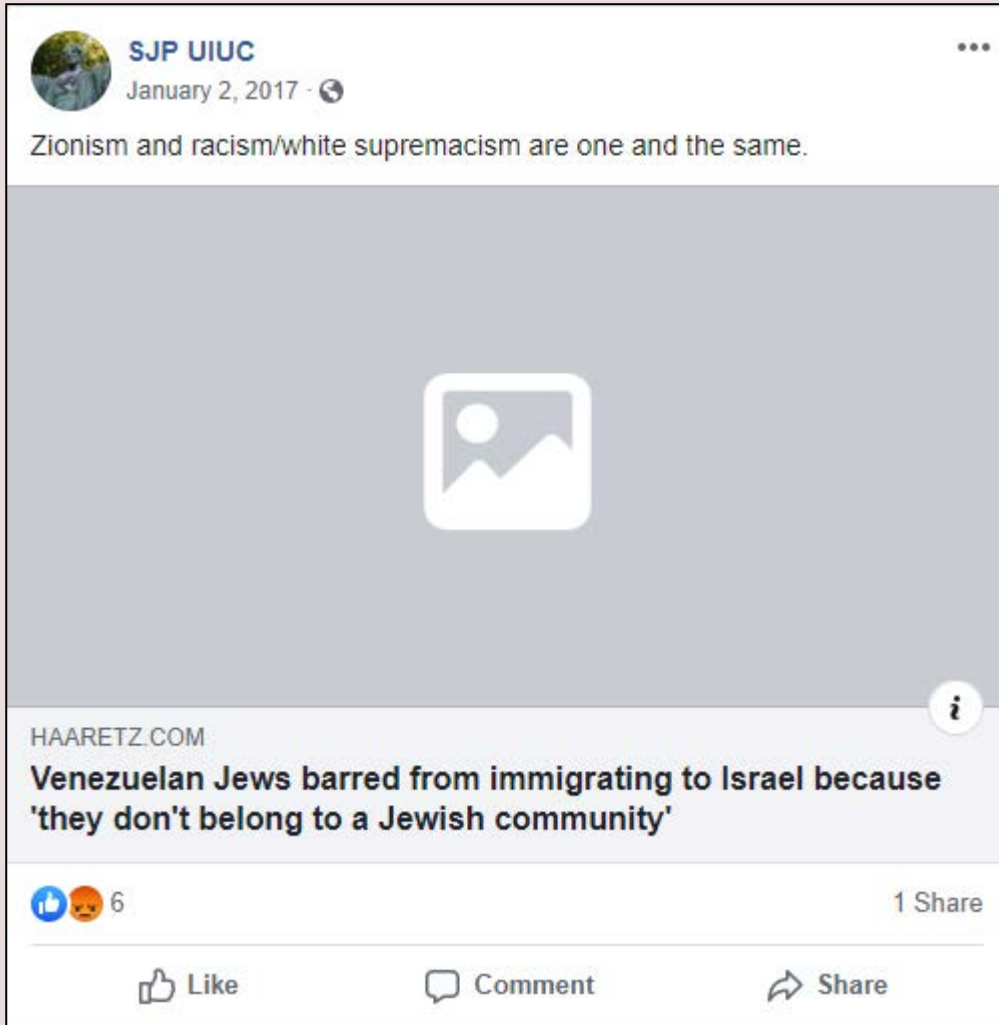 SJP UIUC
January 2, 2017 ·
Zionism and racism/white supremacism are one and the same.
HAARETZ.COM
Venezuelan Jews barred from immigrating to Israel because
'they don't belong to a Jewish community'
6
1 Share
Like
Comment
Share